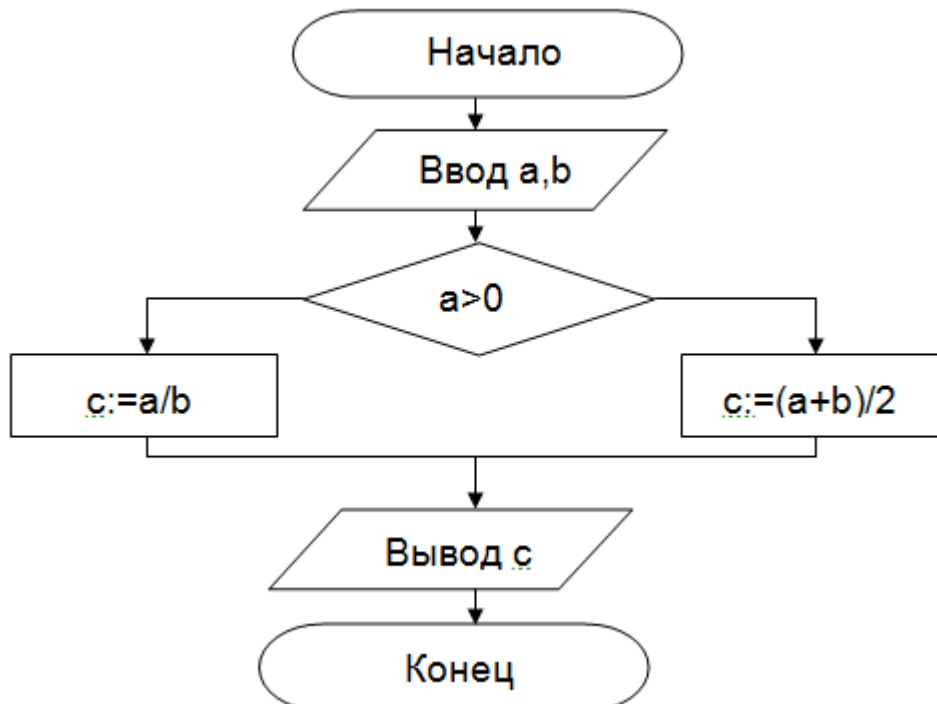 Начало
Ввод a,b
a>0
c:=a/b
c:=(a+b)/2
Вывод c
Конец